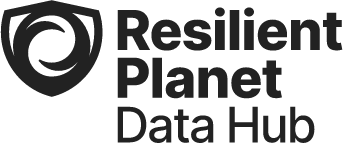 Resilient
Planet
Data Hub